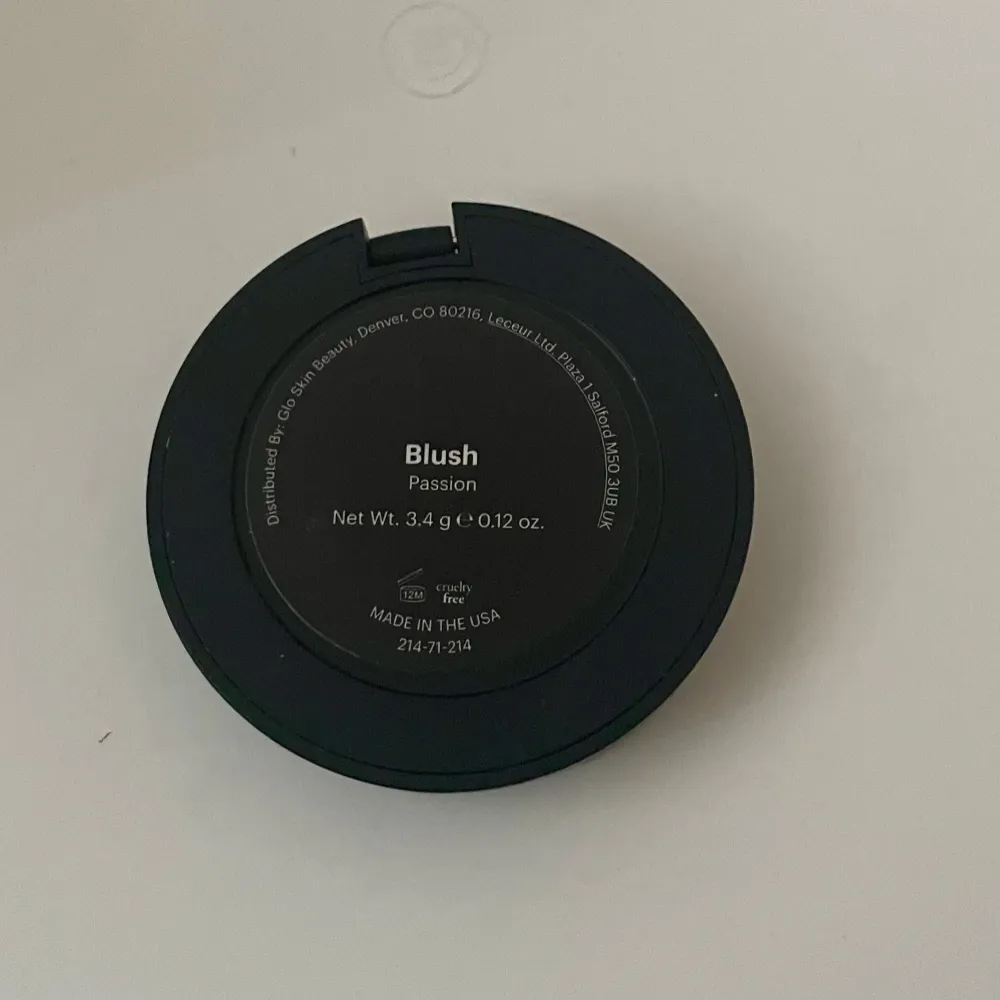 Distributed By: Glo Skin Beauty, Denver, CO 80216, Leceur Ltd. Plaza 1 Salford M50 3UB UK
Blush
Passion
Net Wt. 3.4 g ℮ 0.12 oz.
12M
cruelty
free
MADE IN THE USA
214-71-214